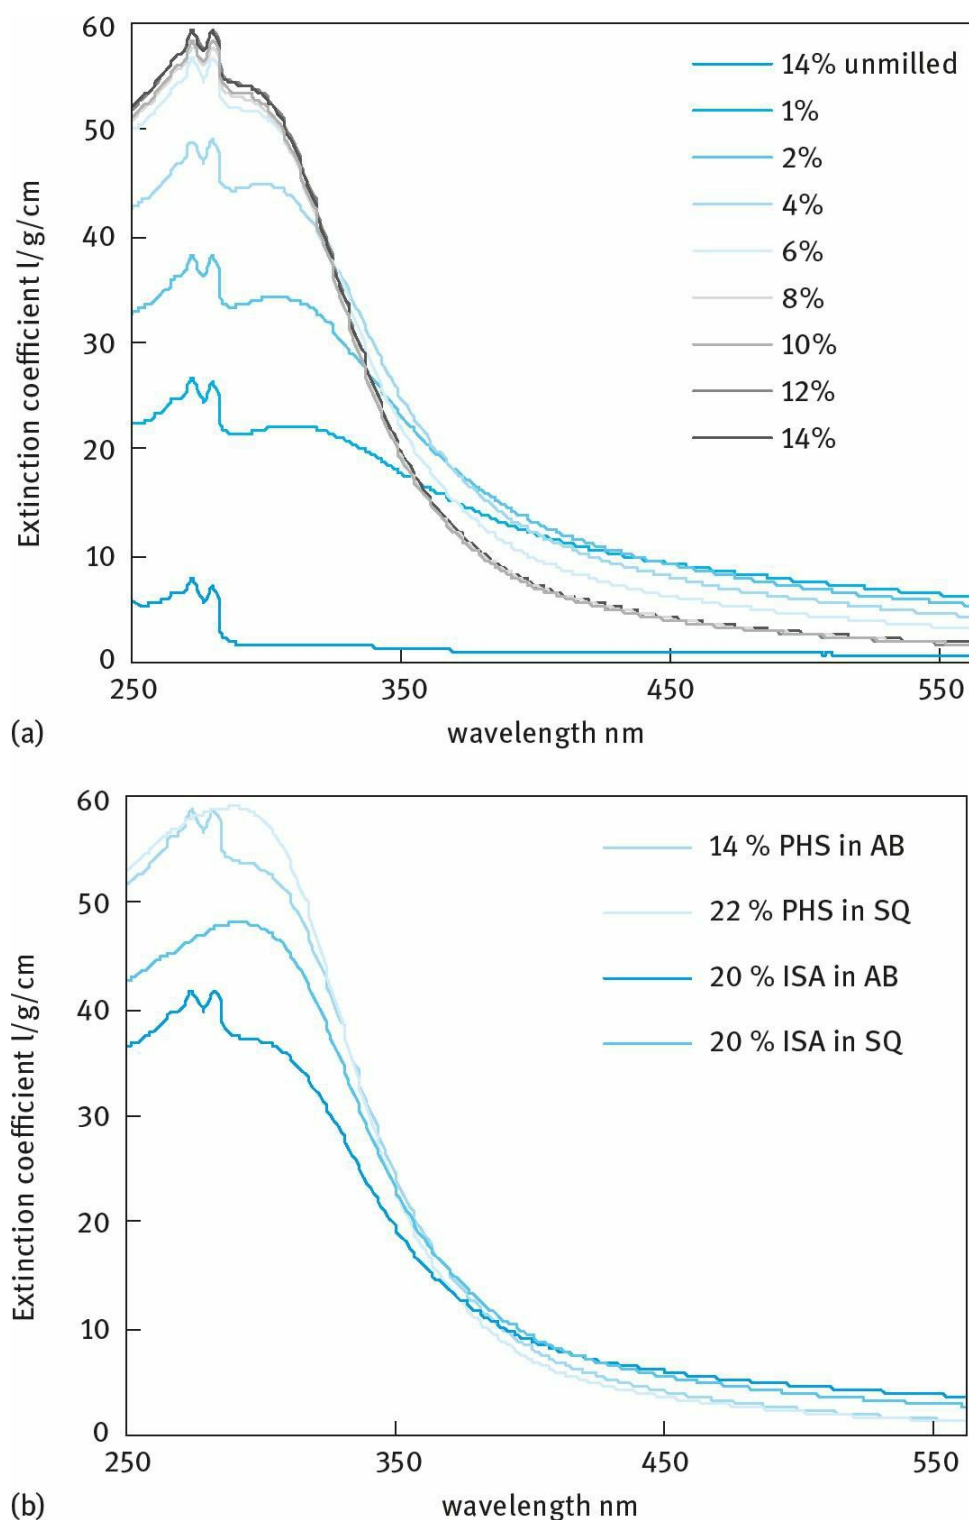 60
50
40
30
20
10
0
Extinction coefficient l/g/cm
14% unmilled
1%
2%
4%
6%
8%
10%
12%
14%
250
350
450
550
wavelength nm
(a)
60
50
40
30
20
10
0
Extinction coefficient l/g/cm
14 % PHS in AB
22 % PHS in SQ
20 % ISA in AB
20 % ISA in SQ
250
350
450
550
wavelength nm
(b)